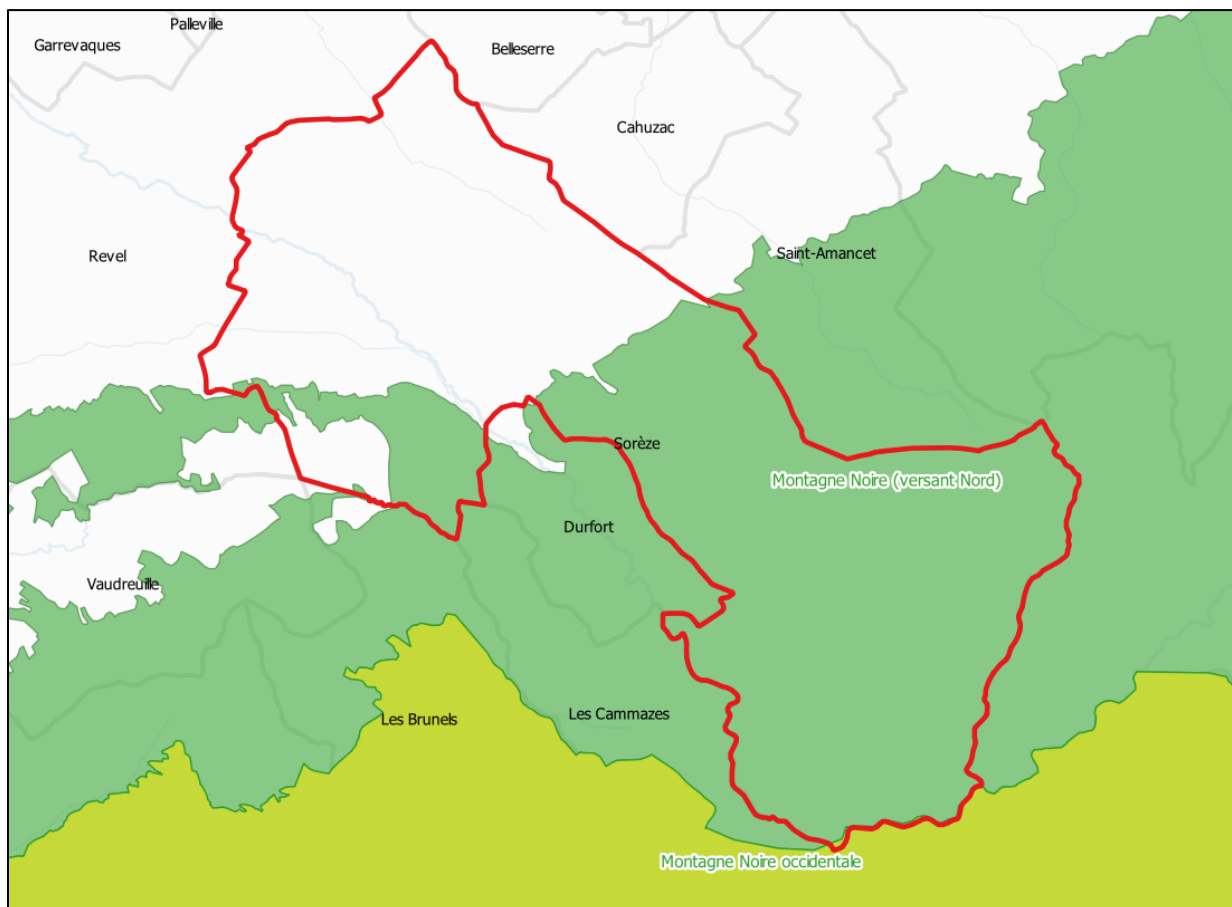 Palleville
Garrevaques
Belleserre
Cahuzac
Revel
Saint-Amancet
Sorèze
Montagne Noire (versant Nord)
Durfort
Vaudreuille
Les Cammazes
Les Brunels
Montagne Noire occidentale